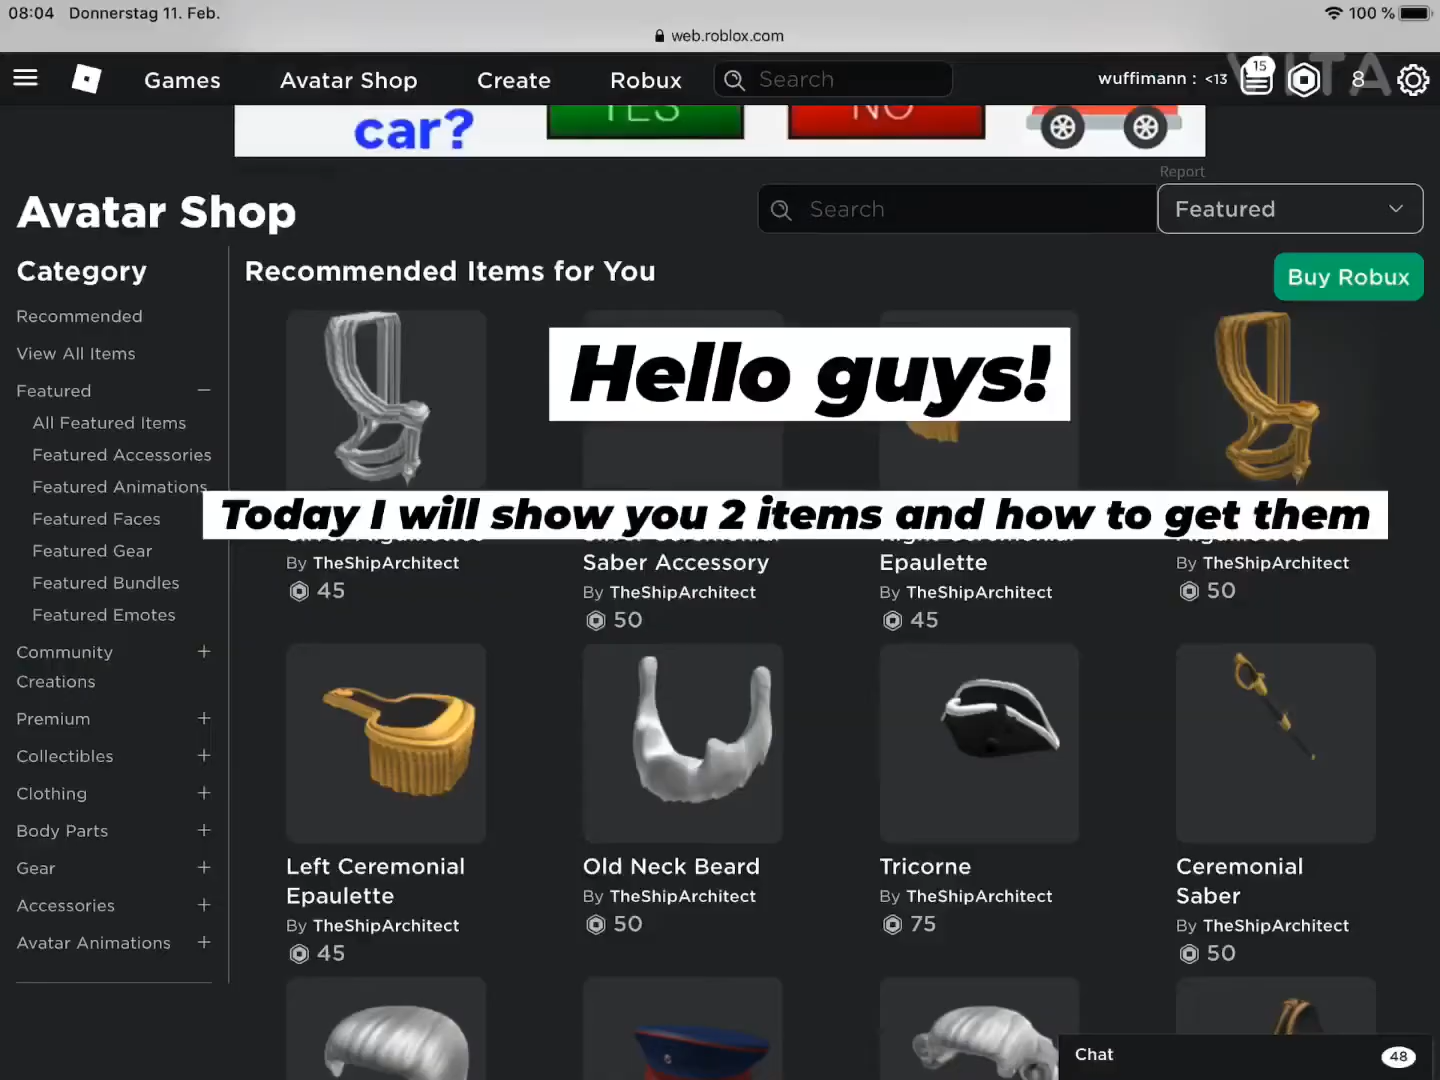 08:04 Donnerstag 11. Feb.
100 %
web.roblox.com
Games Avatar Shop Create Robux Search wuffimann : <13 15 8
VITA
car? YES NO
Report
Avatar Shop
Search
Featured
Category
Recommended Items for You
Buy Robux
Recommended
View All Items
Featured
All Featured Items
Featured Accessories
Featured Animations
Featured Faces
Featured Gear
Featured Bundles
Featured Emotes
Community
Creations
Premium
Collectibles
Clothing
Body Parts
Gear
Accessories
Avatar Animations
Hello guys!
Today I will show you 2 items and how to get them
By TheShipArchitect
45
Saber Accessory
By TheShipArchitect
50
Epaulette
By TheShipArchitect
45
By TheShipArchitect
50
Left Ceremonial
Epaulette
By TheShipArchitect
45
Old Neck Beard
By TheShipArchitect
50
Tricorne
By TheShipArchitect
75
Ceremonial
Saber
By TheShipArchitect
50
Chat 48